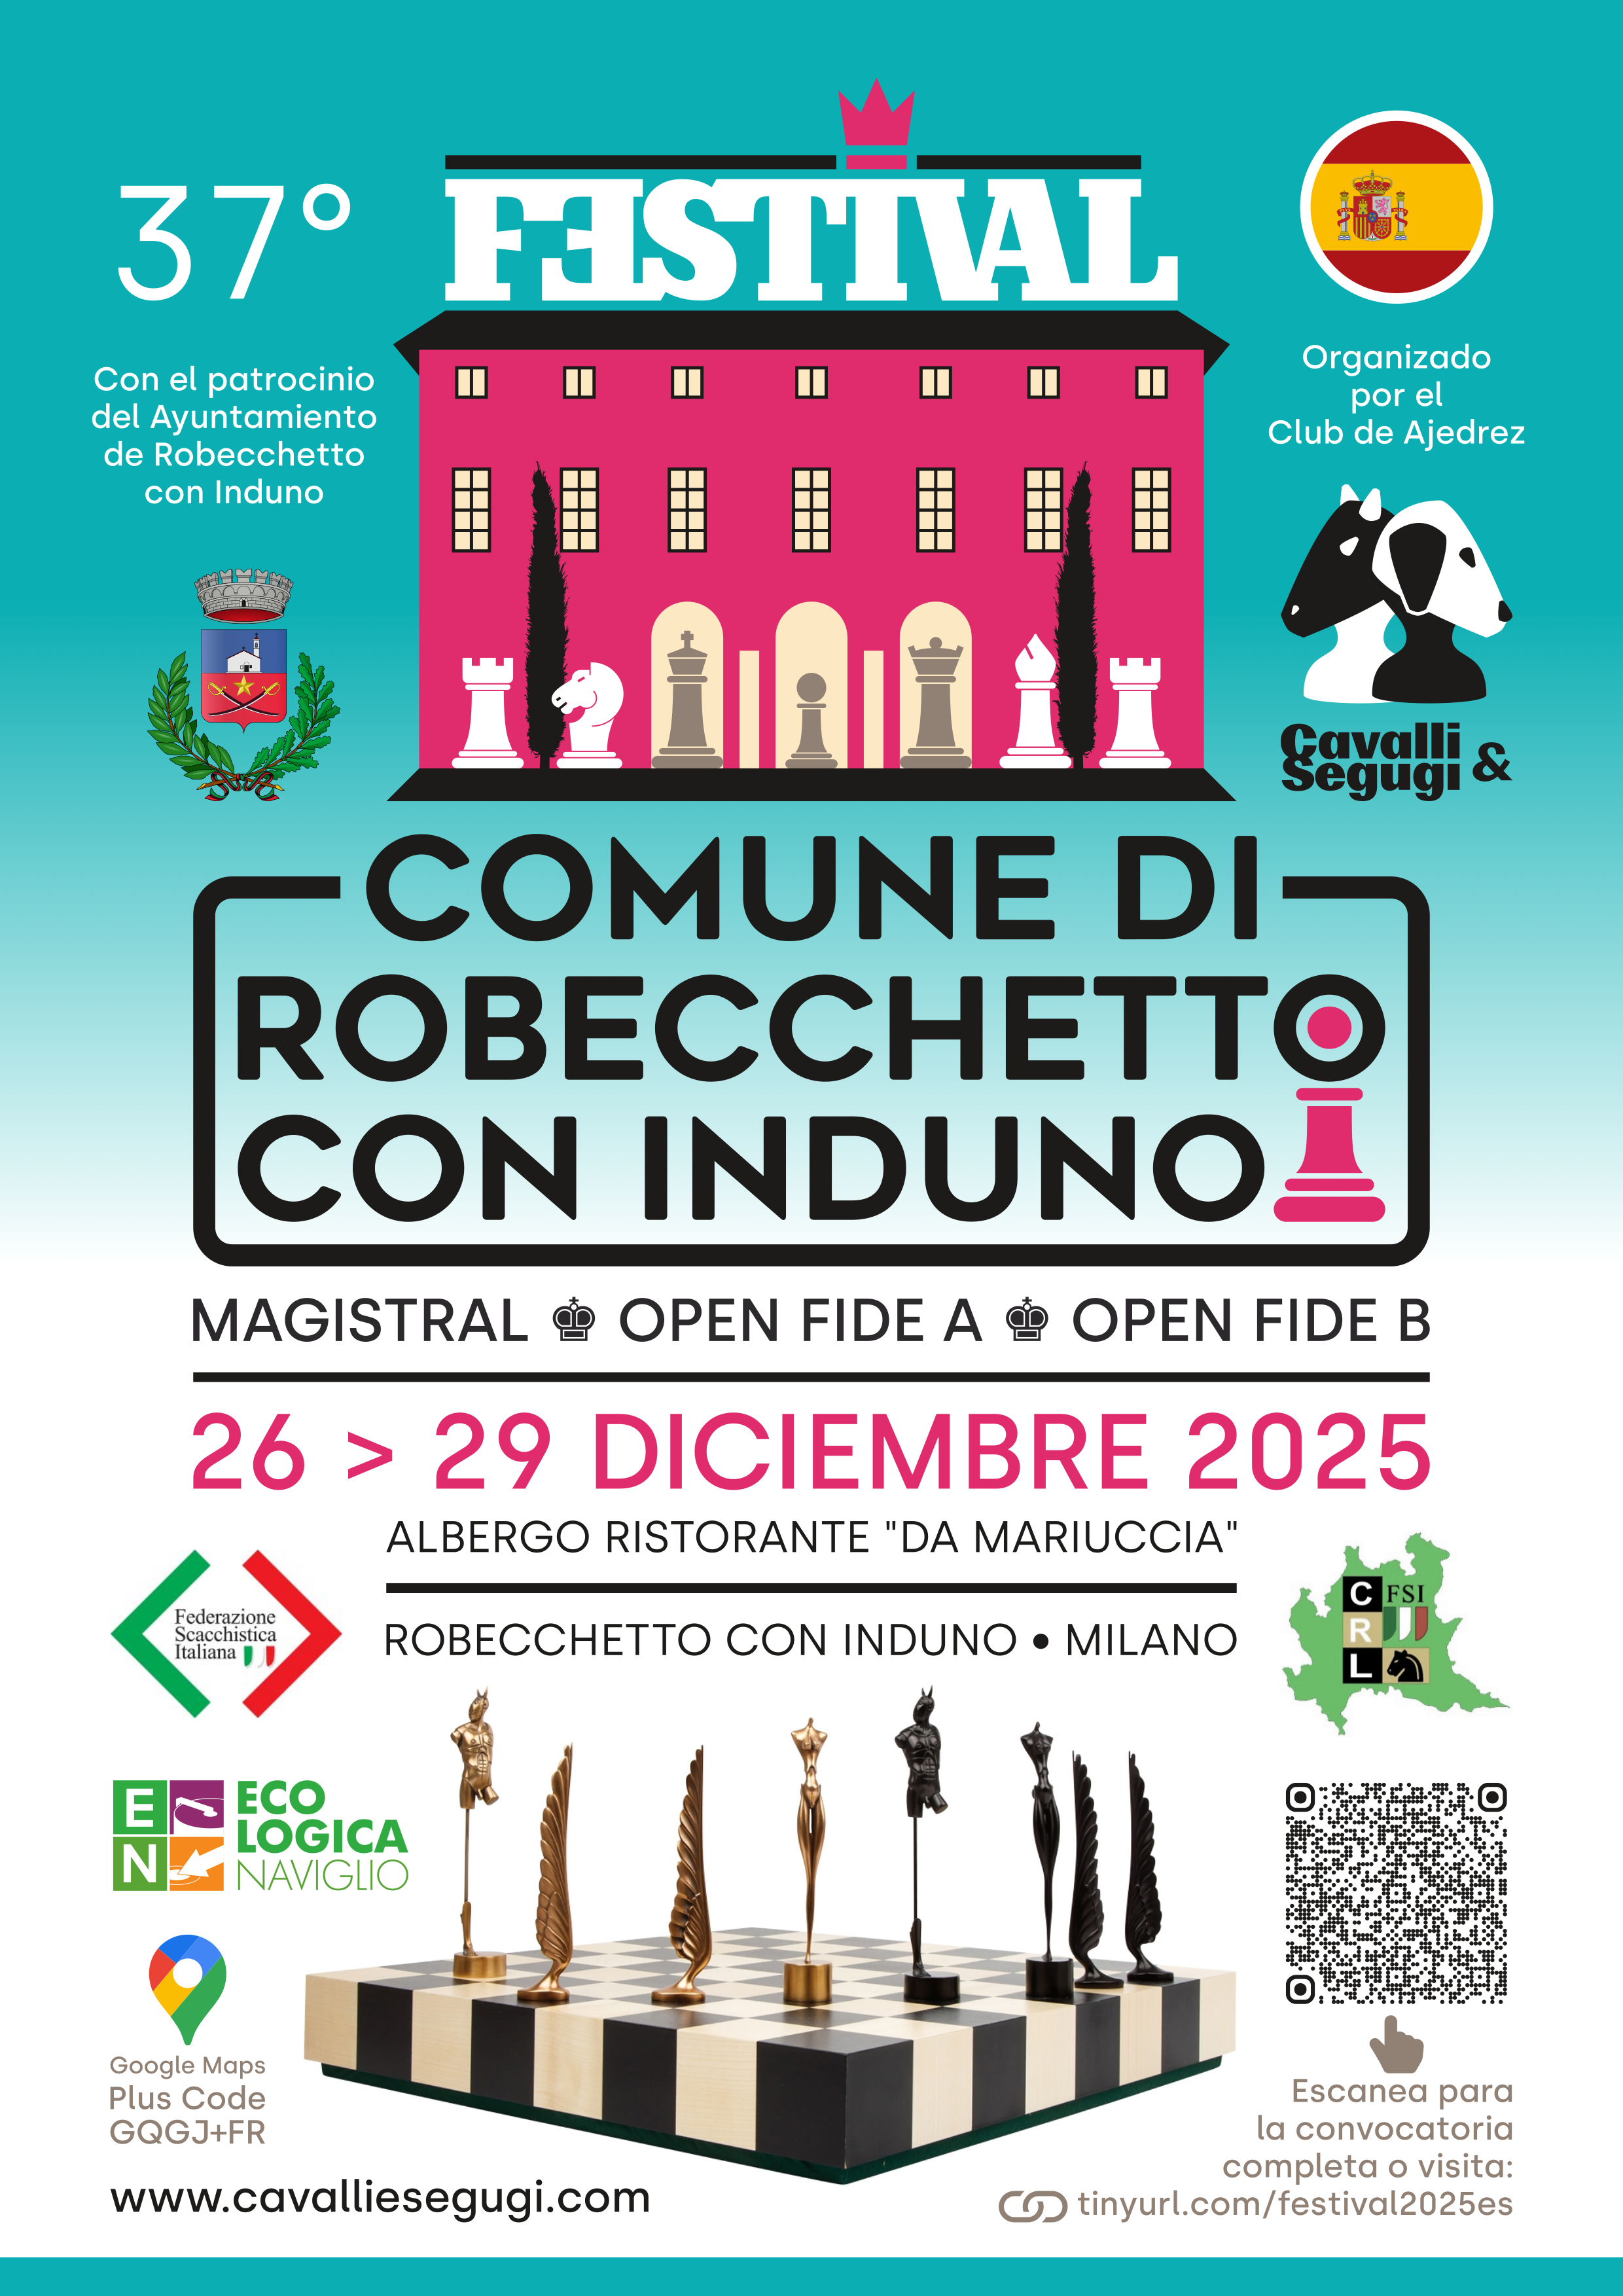 37°
FESTIVAL
Con el patrocinio
del Ayuntamiento
de Robecchetto
con Induno
Organizado
por el
Club de Ajedrez
Cavalli
Segugi &
COMUNE DI
ROBECCHETTO
CON INDUNO
MAGISTRAL ♚ OPEN FIDE A ♚ OPEN FIDE B
26 > 29 DICIEMBRE 2025
ALBERGO RISTORANTE "DA MARIUCCIA"
ROBECCHETTO CON INDUNO • MILANO
Federazione
Scacchistica
Italiana
C FSI
R
L
E
N
ECO
LOGICA
NAVIGLIO
Google Maps
Plus Code
GQGJ+FR
www.cavalliesegugi.com
Escanea para
la convocatoria
completa o visita:
tinyurl.com/festival2025es